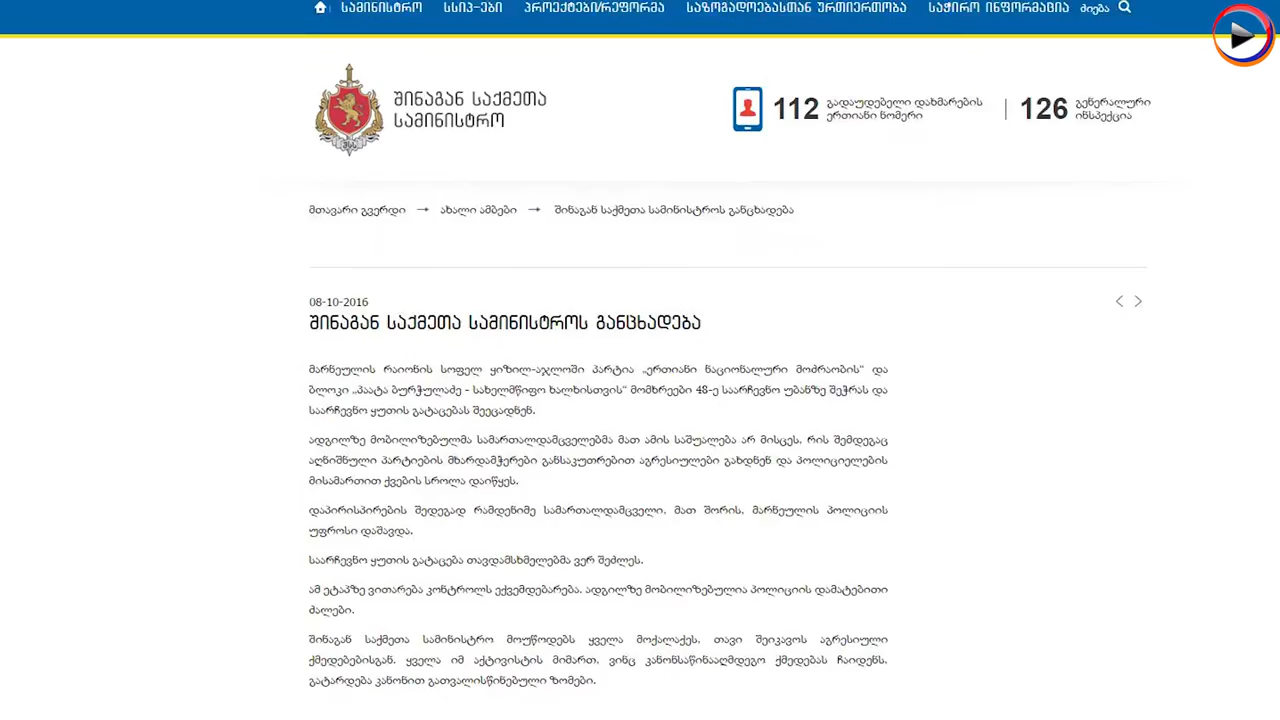 სამინისტრო სსიპ-ები პროექტები/რეფორმა საზოგადოებასთან ურთიერთობა საჭირო ინფორმაცია ძიება
შინაგან საქმეთა
სამინისტრო
112 გადაუდებელი დახმარების
ერთიანი ნომერი
126 გენერალური
ინსპექცია
შსს
მთავარი გვერდი → ახალი ამბები → შინაგან საქმეთა სამინისტროს განცხადება
08-10-2016
შინაგან საქმეთა სამინისტროს განცხადება
მარნეულის რაიონის სოფელ ყიზილ-აჯლოში პარტია „ერთიანი ნაციონალური მოძრაობის“ და
ბლოკი „პაატა ბურჭულაძე - სახელმწიფო ხალხისთვის“ მომხრეები 48-ე საარჩევნო უბანზე შეჭრას და
საარჩევნო ყუთის გატაცებას შეეცადნენ.
ადგილზე მობილიზებულმა სამართალდამცველებმა მათ ამის საშუალება არ მისცეს, რის შემდეგაც
აღნიშნული პარტიების მხარდამჭერები განსაკუთრებით აგრესიულები გახდნენ და პოლიციელების
მისამართით ქვების სროლა დაიწყეს.
დაპირისპირების შედეგად რამდენიმე სამართალდამცველი, მათ შორის, მარნეულის პოლიციის
უფროსი დაშავდა.
საარჩევნო ყუთის გატაცება თავდამსხმელებმა ვერ შეძლეს.
ამ ეტაპზე ვითარება კონტროლს ექვემდებარება. ადგილზე მობილიზებულია პოლიციის დამატებითი
ძალები.
შინაგან საქმეთა სამინისტრო მოუწოდებს ყველა მოქალაქეს, თავი შეიკავოს აგრესიული
ქმედებებისგან. ყველა იმ აქტივისტის მიმართ, ვინც კანონსაწინააღმდეგო ქმედებას ჩაიდენს,
გატარდება კანონით გათვალისწინებული ზომები.